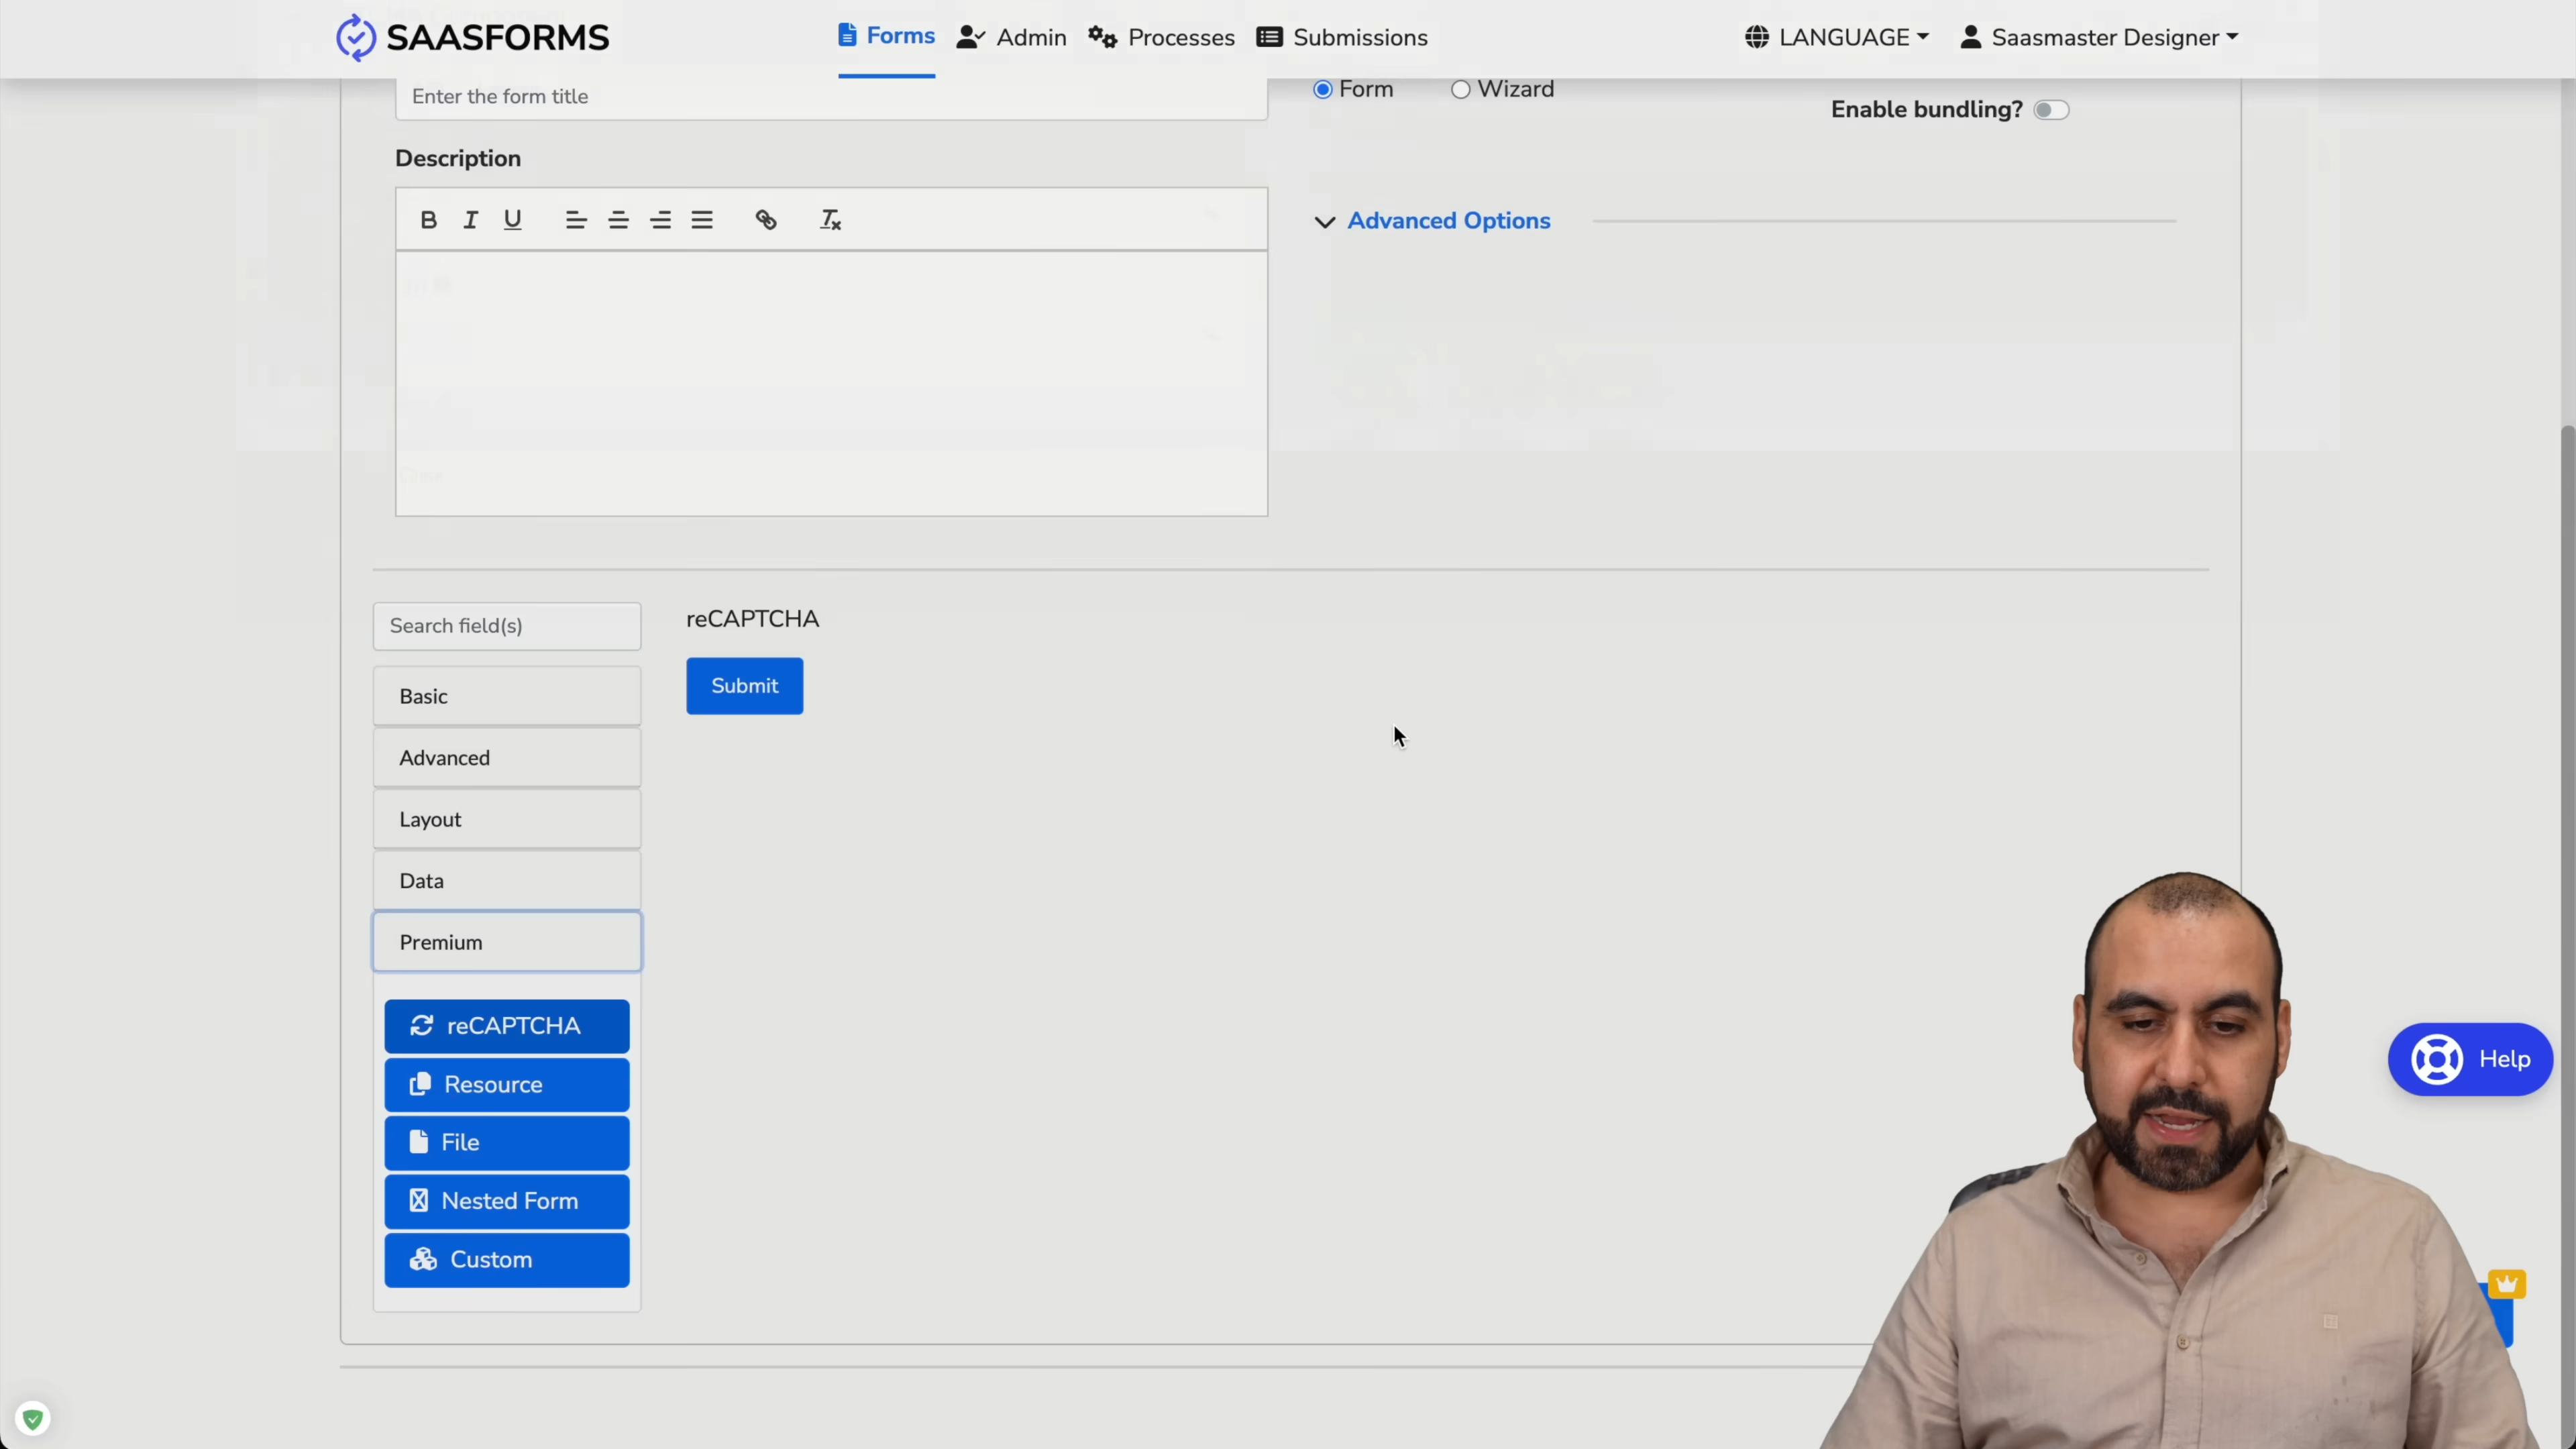 SAASFORMS
Forms
Admin
Processes
Submissions
LANGUAGE
Saasmaster Designer
Enter the form title
Form
Wizard
Enable bundling?
Description
B I U
Advanced Options
Search field(s)
reCAPTCHA
Submit
Basic
Advanced
Layout
Data
Premium
reCAPTCHA
Resource
File
Nested Form
Custom
Help